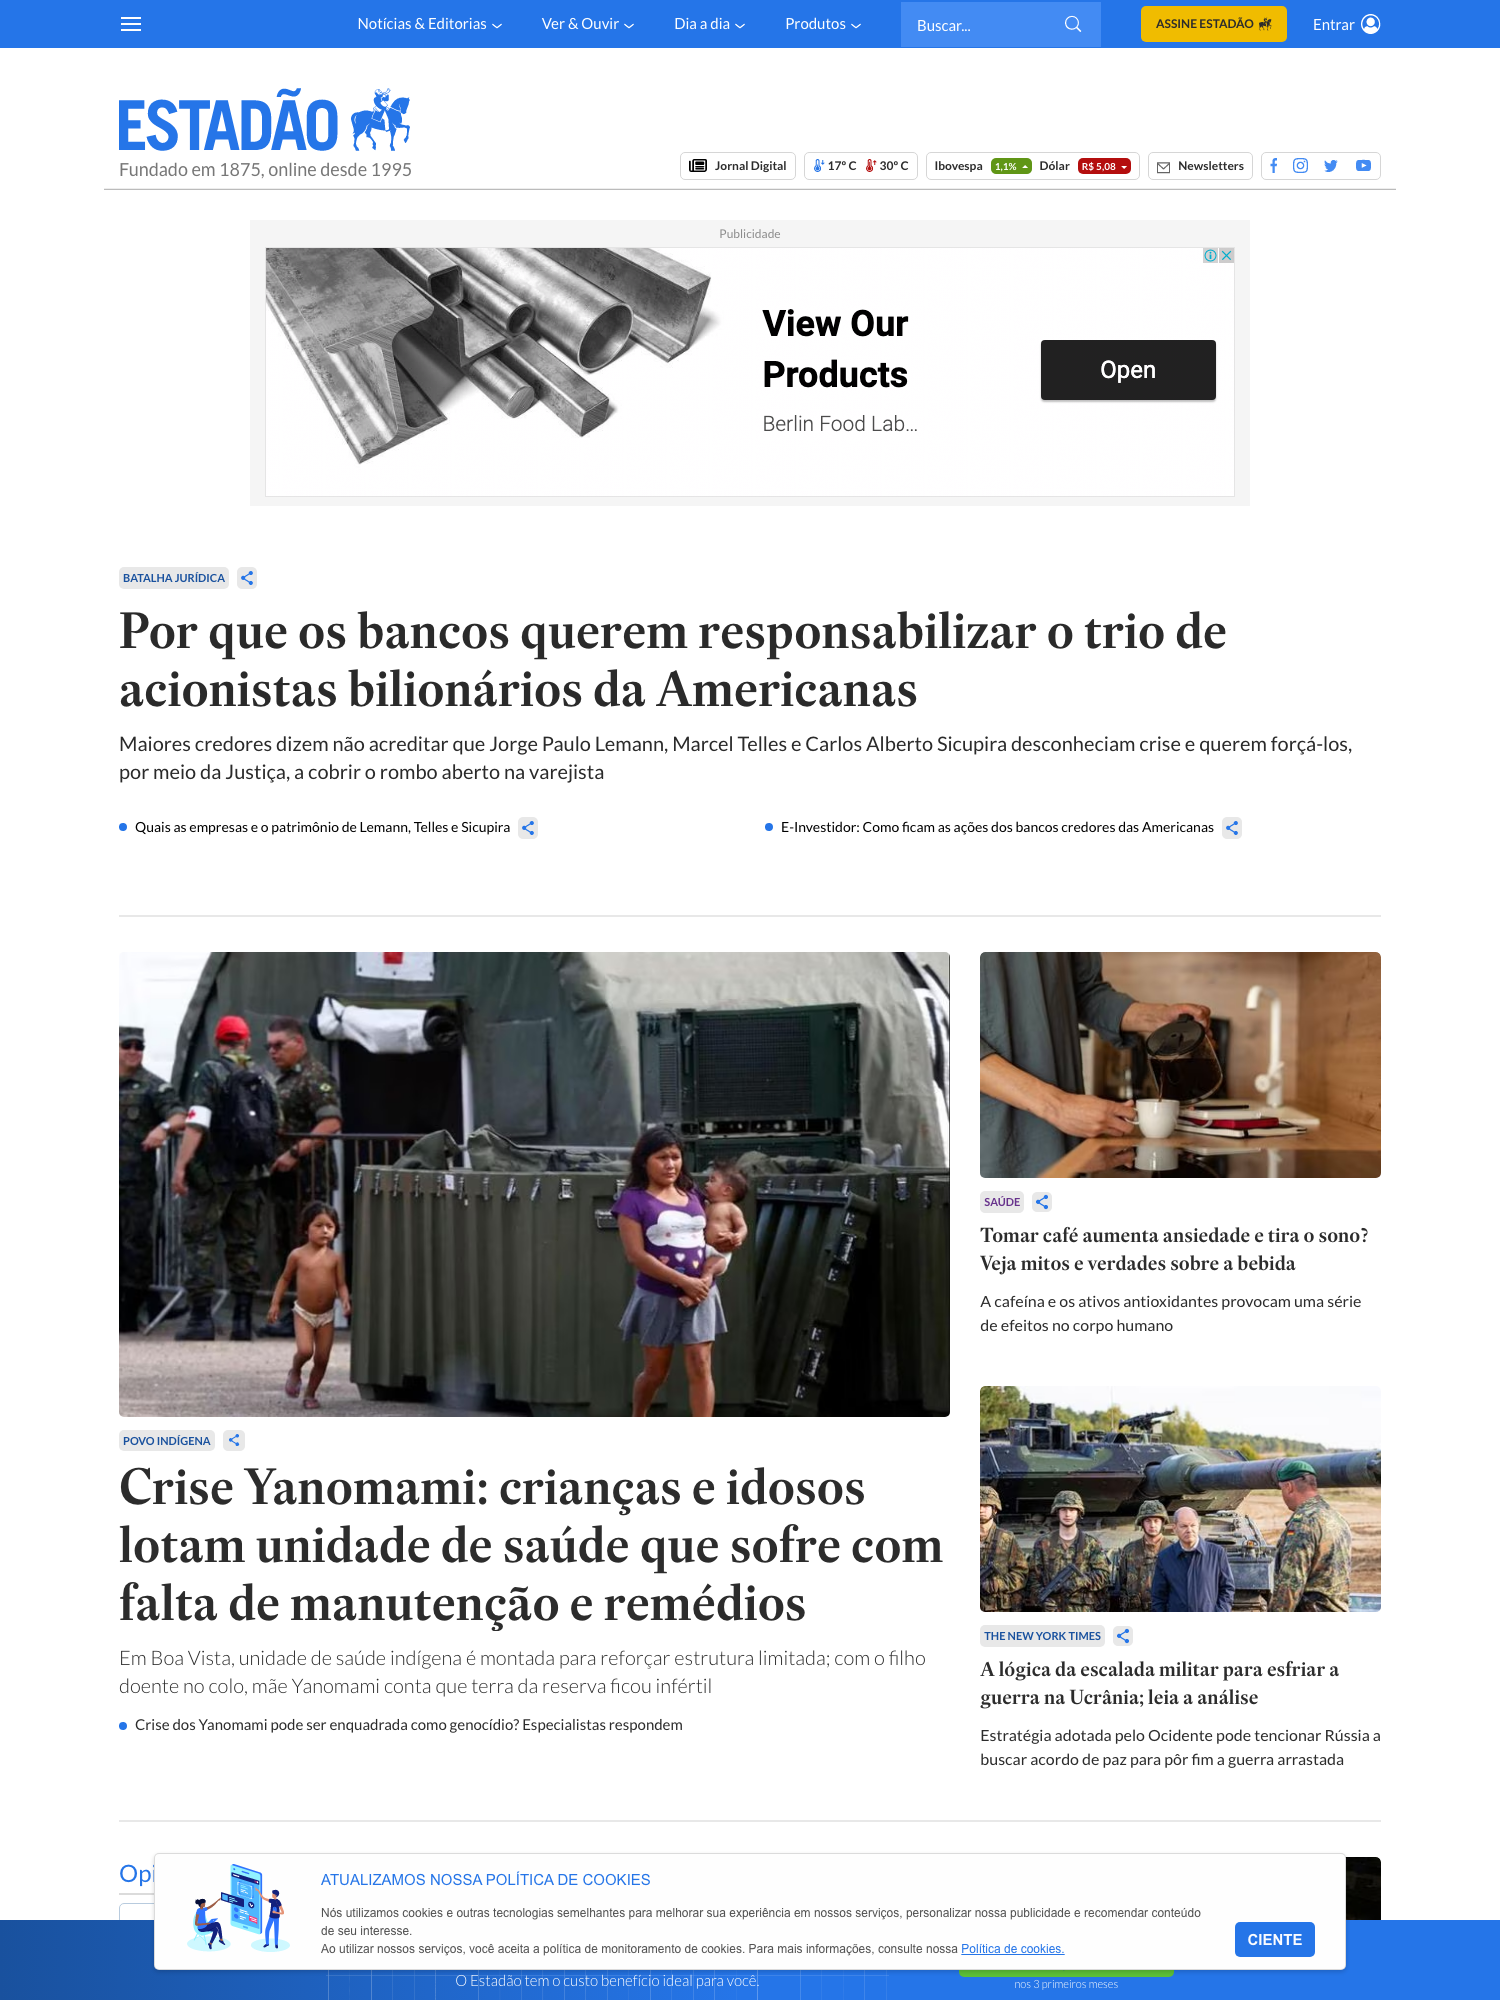 Notícias & Editorias
Ver & Ouvir
Dia a dia
Produtos
Buscar...
ASSINE ESTADÃO
Entrar
ESTADÃO
Fundado em 1875, online desde 1995
Jornal Digital
17º C 30º C
Ibovespa 1,1% Dólar R$ 5,08
Newsletters
Publicidade
View Our
Products
Berlin Food Lab...
Open
BATALHA JURÍDICA
Por que os bancos querem responsabilizar o trio de
acionistas bilionários da Americanas
Maiores credores dizem não acreditar que Jorge Paulo Lemann, Marcel Telles e Carlos Alberto Sicupira desconheciam crise e querem forçá-los,
por meio da Justiça, a cobrir o rombo aberto na varejista
Quais as empresas e o patrimônio de Lemann, Telles e Sicupira
E-Investidor: Como ficam as ações dos bancos credores das Americanas
POVO INDÍGENA
Crise Yanomami: crianças e idosos
lotam unidade de saúde que sofre com
falta de manutenção e remédios
Em Boa Vista, unidade de saúde indígena é montada para reforçar estrutura limitada; com o filho
doente no colo, mãe Yanomami conta que terra da reserva ficou infértil
Crise dos Yanomami pode ser enquadrada como genocídio? Especialistas respondem
SAÚDE
Tomar café aumenta ansiedade e tira o sono?
Veja mitos e verdades sobre a bebida
A cafeína e os ativos antioxidantes provocam uma série
de efeitos no corpo humano
THE NEW YORK TIMES
A lógica da escalada militar para esfriar a
guerra na Ucrânia; leia a análise
Estratégia adotada pelo Ocidente pode tencionar Rússia a
buscar acordo de paz para pôr fim a guerra arrastada
ATUALIZAMOS NOSSA POLÍTICA DE COOKIES
Nós utilizamos cookies e outras tecnologias semelhantes para melhorar sua experiência em nossos serviços, personalizar nossa publicidade e recomendar conteúdo
de seu interesse.
Ao utilizar nossos serviços, você aceita a política de monitoramento de cookies. Para mais informações, consulte nossa Política de cookies.
CIENTE
O Estadão tem o custo benefício ideal para você.
nos 3 primeiros meses